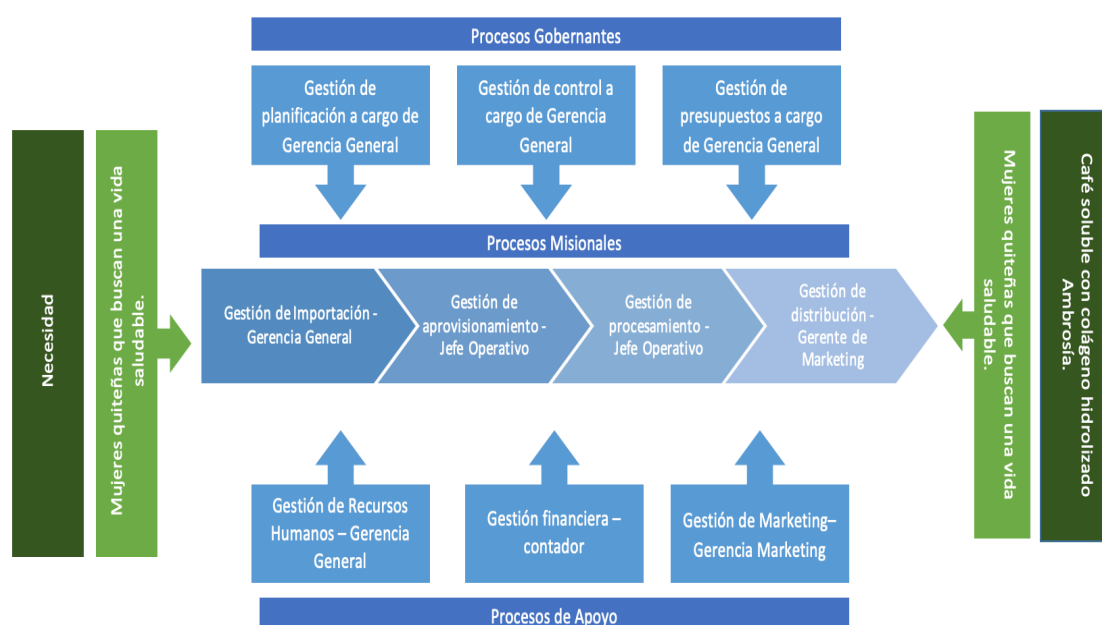 Procesos Gobernantes
Gestión de
planificación a cargo de
Gerencia General
Gestión de control a
cargo de Gerencia
General
Gestión de
presupuestos a cargo
de Gerencia General
Necesidad
Mujeres quiteñas que buscan una vida
saludable.
Procesos Misionales
Gestión de Importación -
Gerencia General
Gestión de
aprovisionamiento -
Jefe Operativo
Gestión de
procesamiento -
Jefe Operativo
Gestión de
distribución -
Gerente de
Marketing
Mujeres quiteñas que buscan una vida
saludable.
Café soluble con colágeno hidrolizado
Ambrosía.
Gestión de Recursos
Humanos – Gerencia
General
Gestión financiera –
contador
Gestión de Marketing–
Gerencia Marketing
Procesos de Apoyo